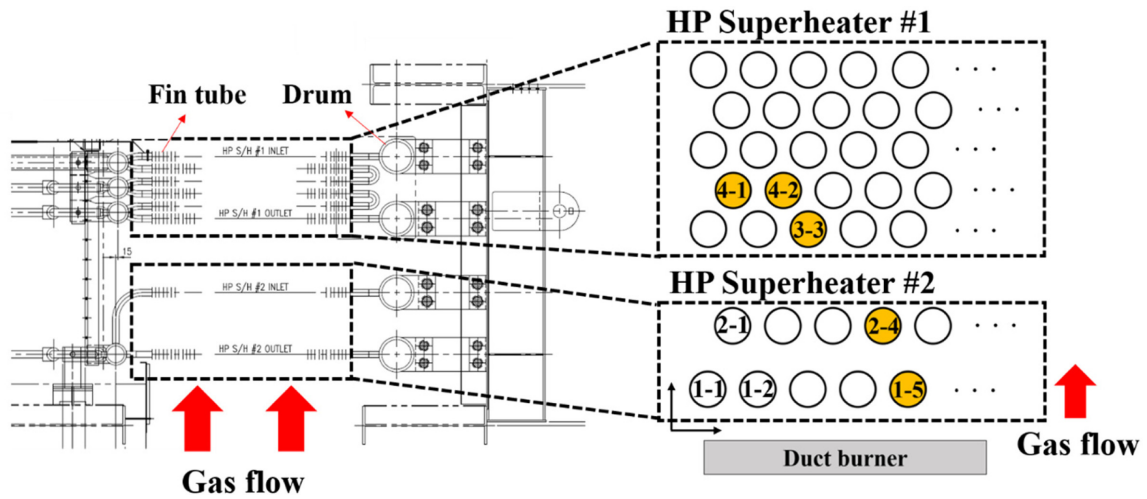 HP Superheater #1
Fin tube
Drum
HP S/H #1 INLET
HP S/H #1 OUTLET
4-1 4-2
3-3
. . .
. . .
. . .
. . .
. . .
HP Superheater #2
15
HP S/H #2 INLET
HP S/H #2 OUTLET
2-1 2-4 . . .
1-1 1-2 1-5 . . .
Gas flow
Duct burner
Gas flow